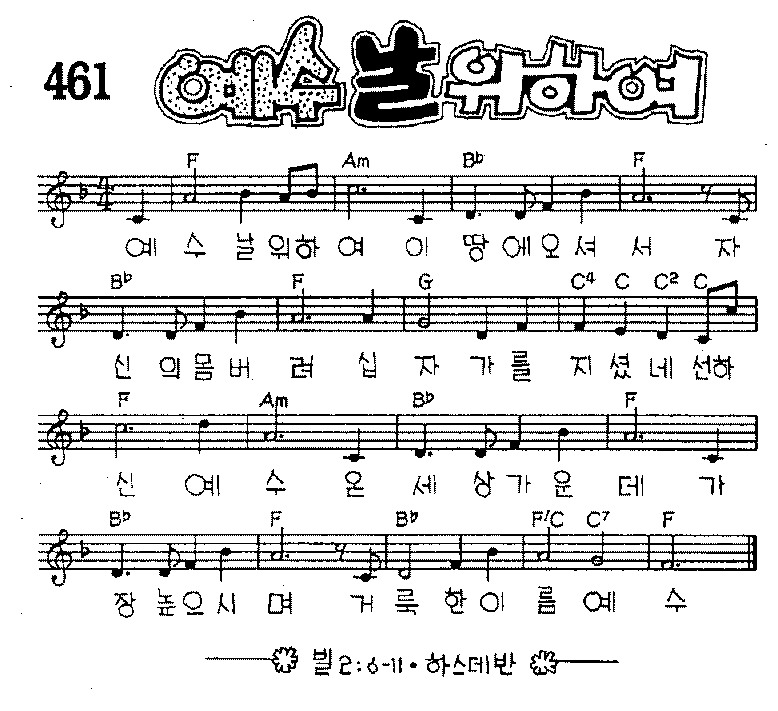 461 예수 날 위하여
F Am B♭ F
예 수 날 위하 여 이 땅 에 오 셔 서 자
B♭ F G C4 C C2 C
신 의 몸 버 려 십 자 가 를 지 셨 네 선하
F Am B♭ F
신 예 수 온 세 상 가 운 데 가
B♭ F B♭ F/C C7 F
장 높 으 시 며 거 룩 한 이 름 예 수
빌 2:6-11 · 하스데반